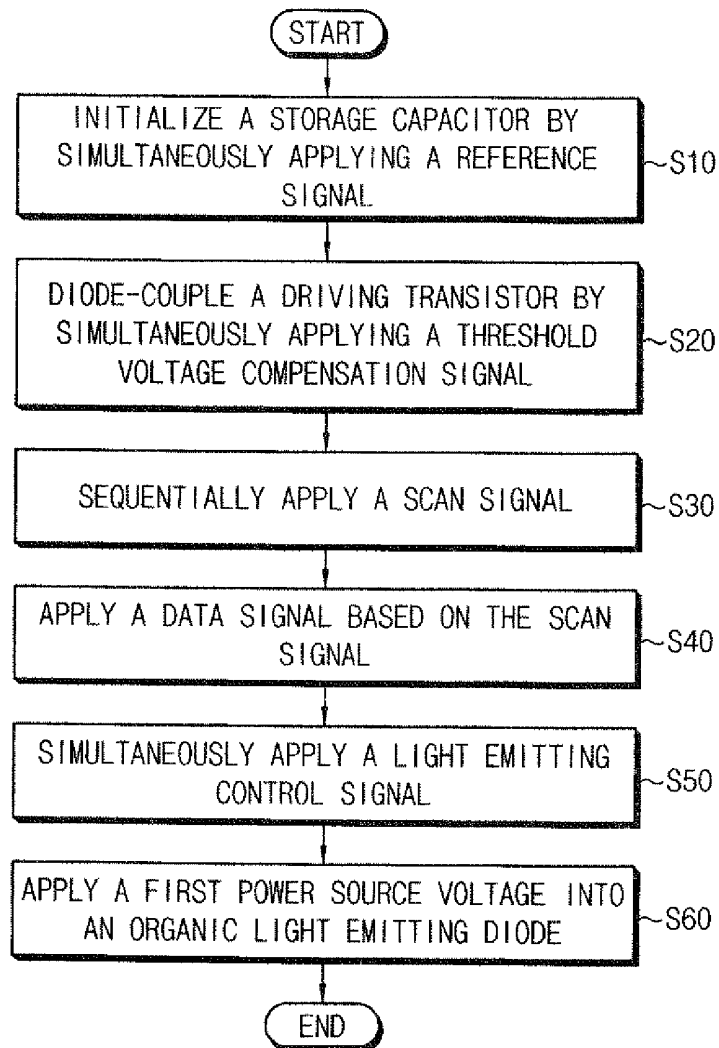 START
INITIALIZE A STORAGE CAPACITOR BY
SIMULTANEOUSLY APPLYING A REFERENCE
SIGNAL
S10
DIODE-COUPLE A DRIVING TRANSISTOR BY
SIMULTANEOUSLY APPLYING A THRESHOLD
VOLTAGE COMPENSATION SIGNAL
S20
SEQUENTIALLY APPLY A SCAN SIGNAL
S30
APPLY A DATA SIGNAL BASED ON THE SCAN
SIGNAL
S40
SIMULTANEOUSLY APPLY A LIGHT EMITTING
CONTROL SIGNAL
S50
APPLY A FIRST POWER SOURCE VOLTAGE INTO
AN ORGANIC LIGHT EMITTING DIODE
S60
END